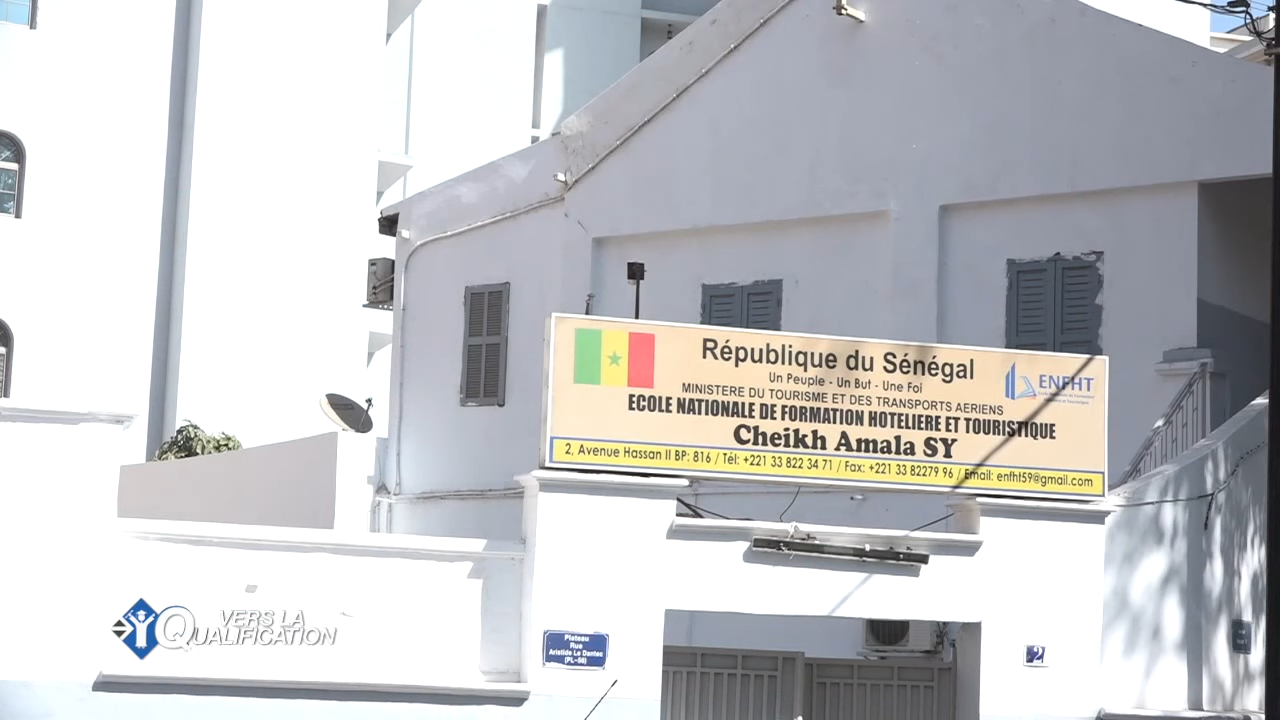 République du Sénégal
Un Peuple - Un But - Une Foi
MINISTERE DU TOURISME ET DES TRANSPORTS AERIENS
ECOLE NATIONALE DE FORMATION HOTELIERE ET TOURISTIQUE
Cheikh Amala SY
2, Avenue Hassan II BP: 816 / Tél: +221 33 822 34 71 / Fax: +221 33 82279 96 / Email: enfht59@gmail.com
ENFHT
Plateau
Rue
Aristide Le Dantec
(PL-56)
2
VERS LA
QUALIFICATION